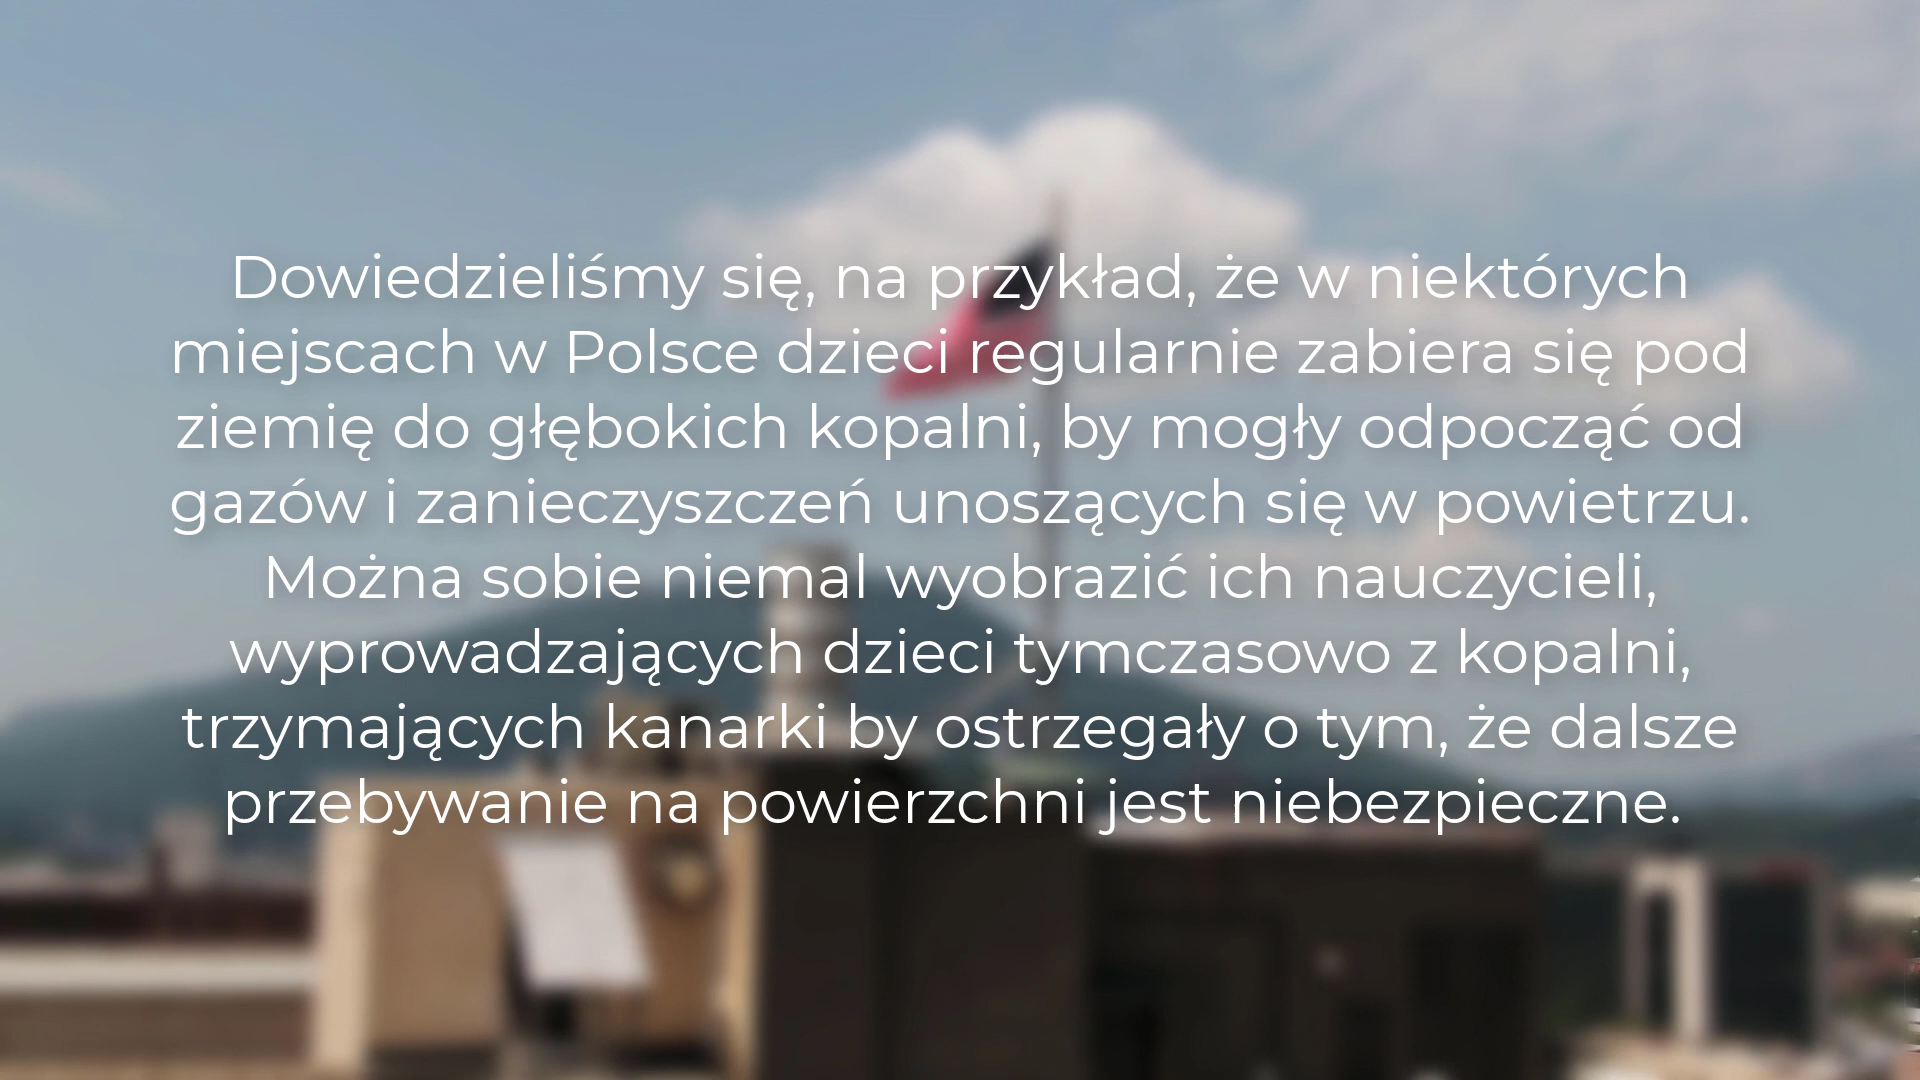 Dowiedzieliśmy się, na przykład, że w niektórych
miejscach w Polsce dzieci regularnie zabiera się pod
ziemię do głębokich kopalni, by mogły odpocząć od
gazów i zanieczyszczeń unoszących się w powietrzu.
Można sobie niemal wyobrazić ich nauczycieli,
wyprowadzających dzieci tymczasowo z kopalni,
trzymających kanarki by ostrzegały o tym, że dalsze
przebywanie na powierzchni jest niebezpieczne.